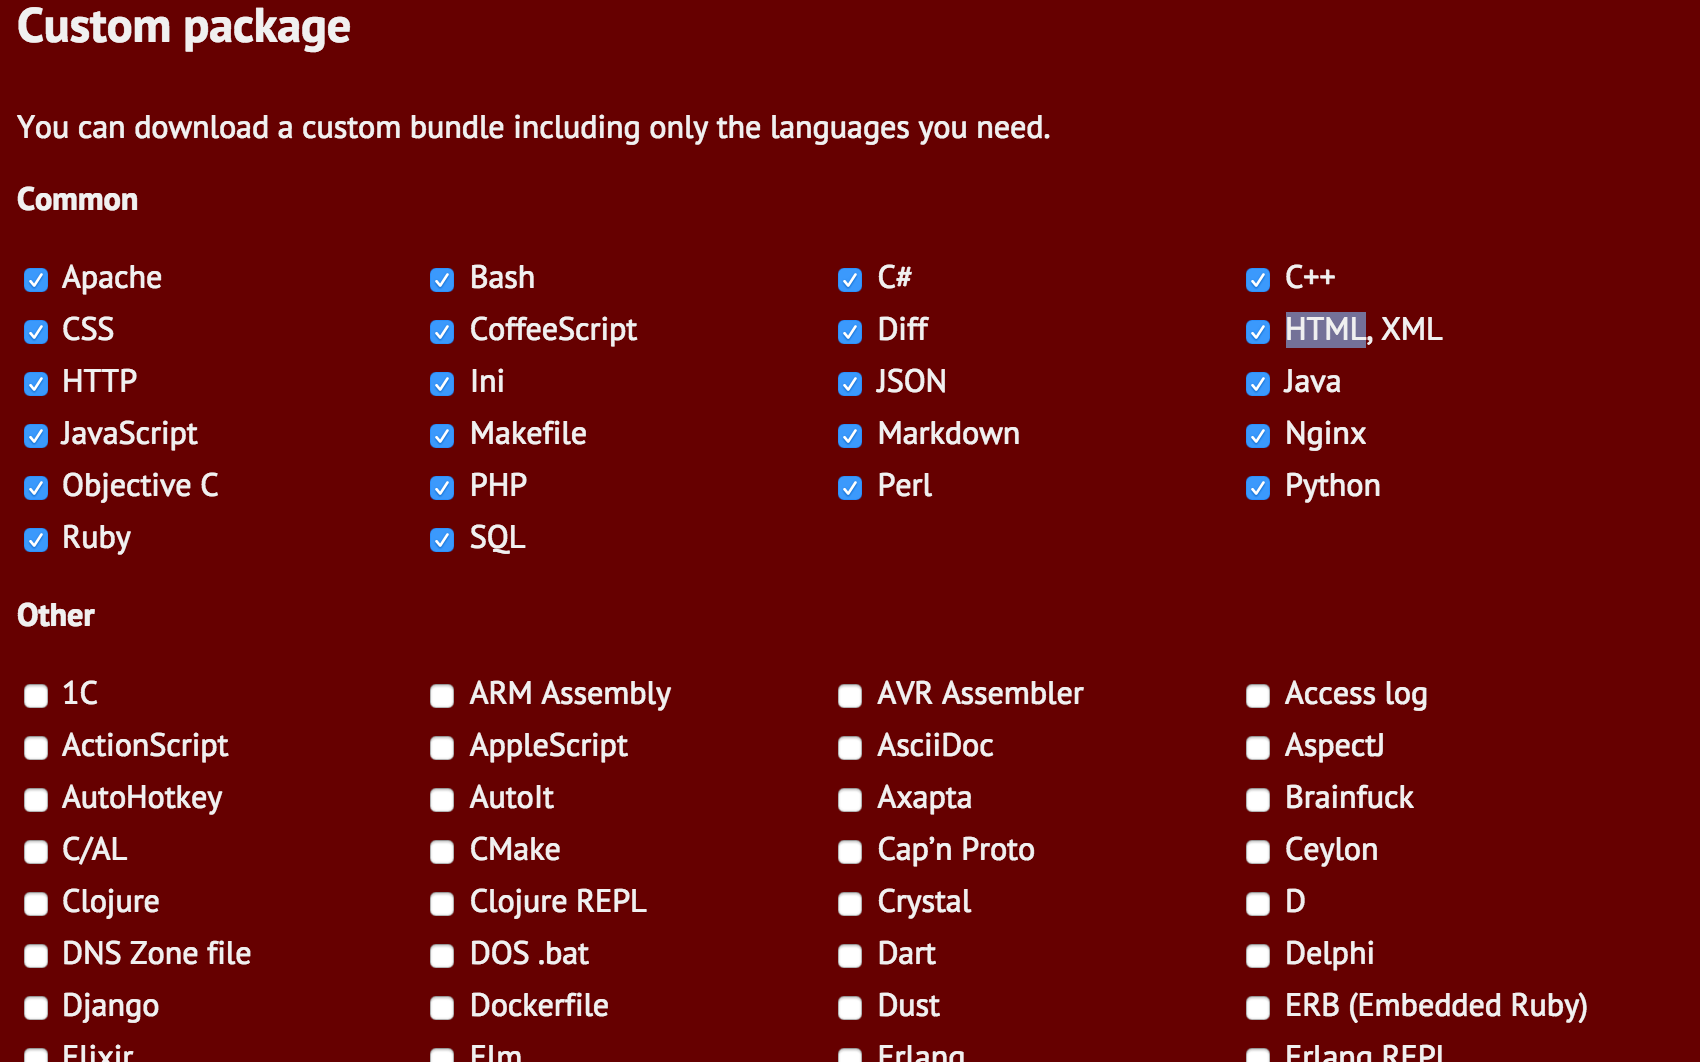 Custom package
You can download a custom bundle including only the languages you need.
Common
Apache Bash C# C++
CSS CoffeeScript Diff HTML, XML
HTTP Ini JSON Java
JavaScript Makefile Markdown Nginx
Objective C PHP Perl Python
Ruby SQL
Other
1C ARM Assembly AVR Assembler Access log
ActionScript AppleScript AsciiDoc AspectJ
AutoHotkey AutoIt Axapta Brainfuck
C/AL CMake Cap’n Proto Ceylon
Clojure Clojure REPL Crystal D
DNS Zone file DOS .bat Dart Delphi
Django Dockerfile Dust ERB (Embedded Ruby)
Elixir Elm Erlang Erlang REPL